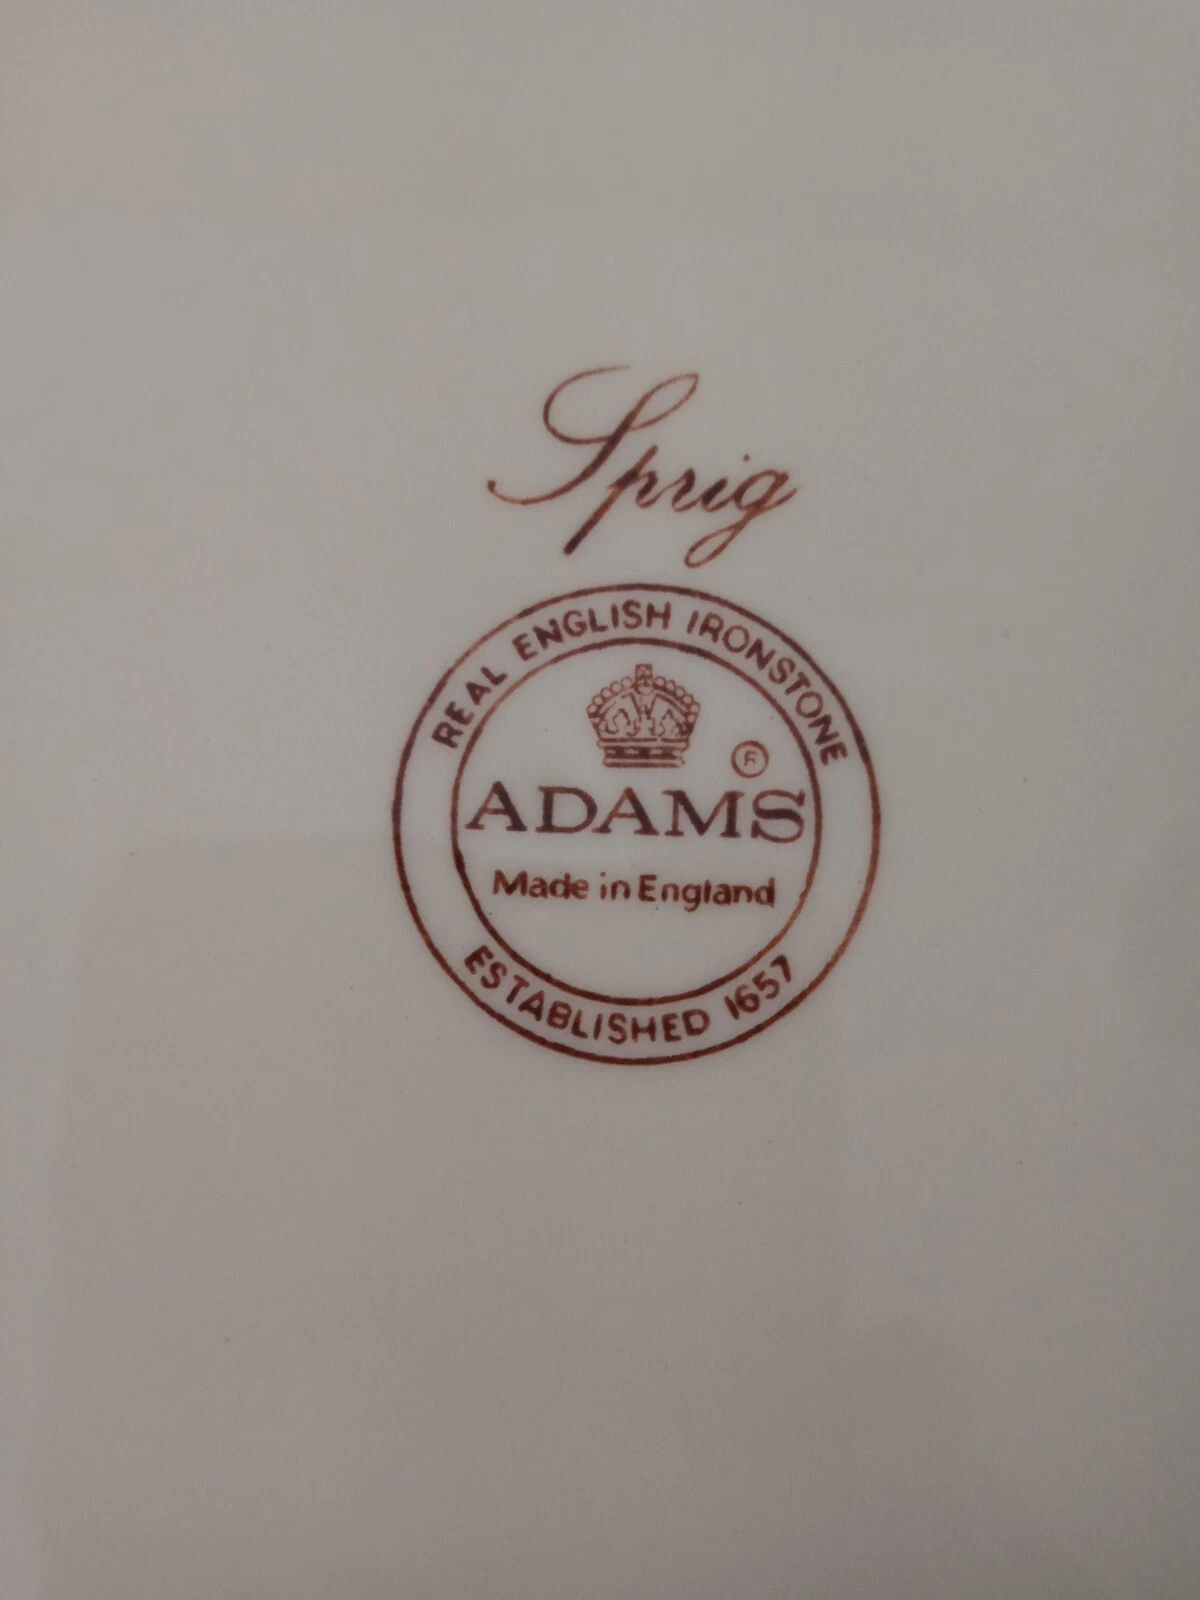 Sprig
REAL ENGLISH IRONSTONE
®
ADAMS
Made in England
ESTABLISHED 1657